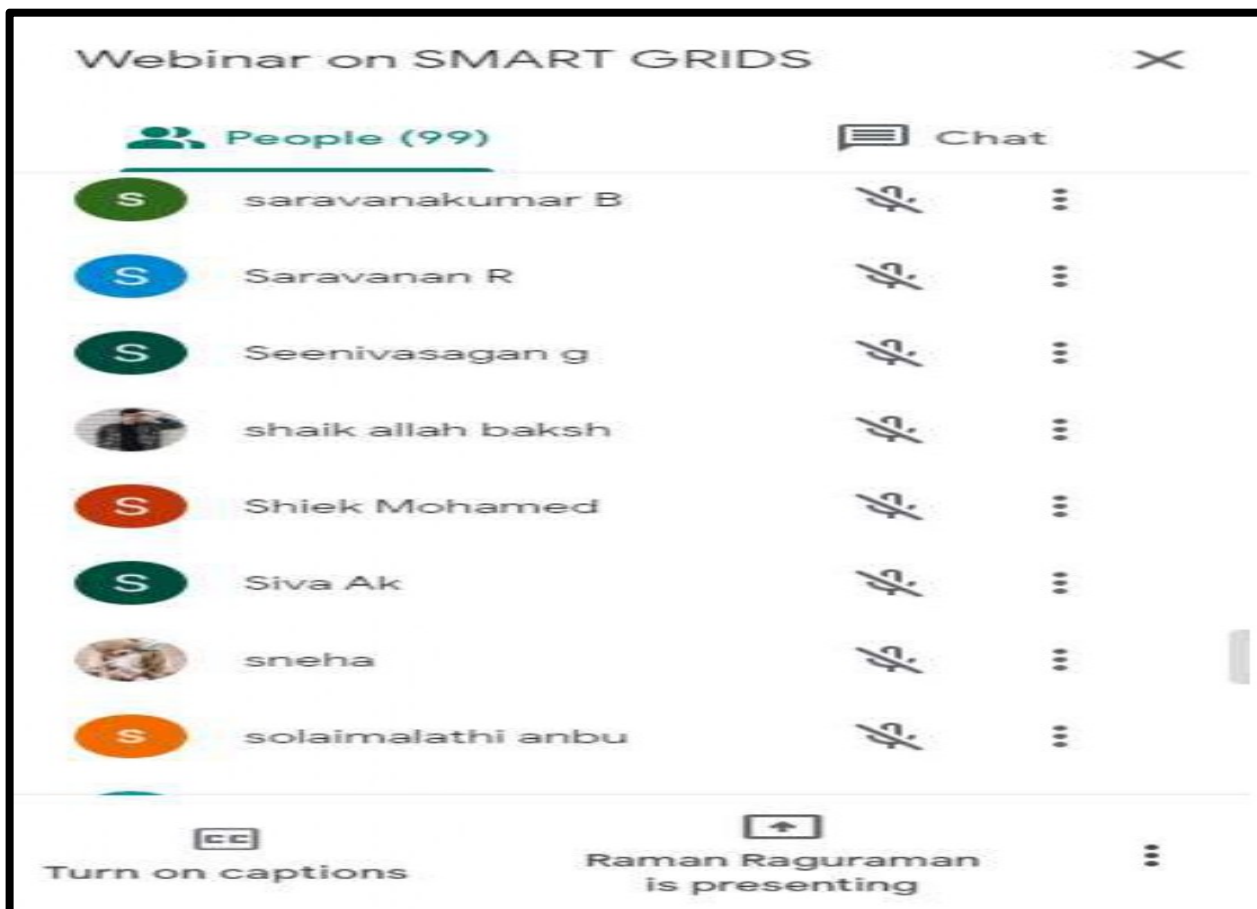 Webinar on SMART GRIDS
People (99)
Chat
s saravanakumar B
S Saravanan R
S Seenivasagan g
shaik allah baksh
S Shiek Mohamed
S Siva Ak
sneha
s solaimalathi anbu
CC
Turn on captions
Raman Raguraman
is presenting